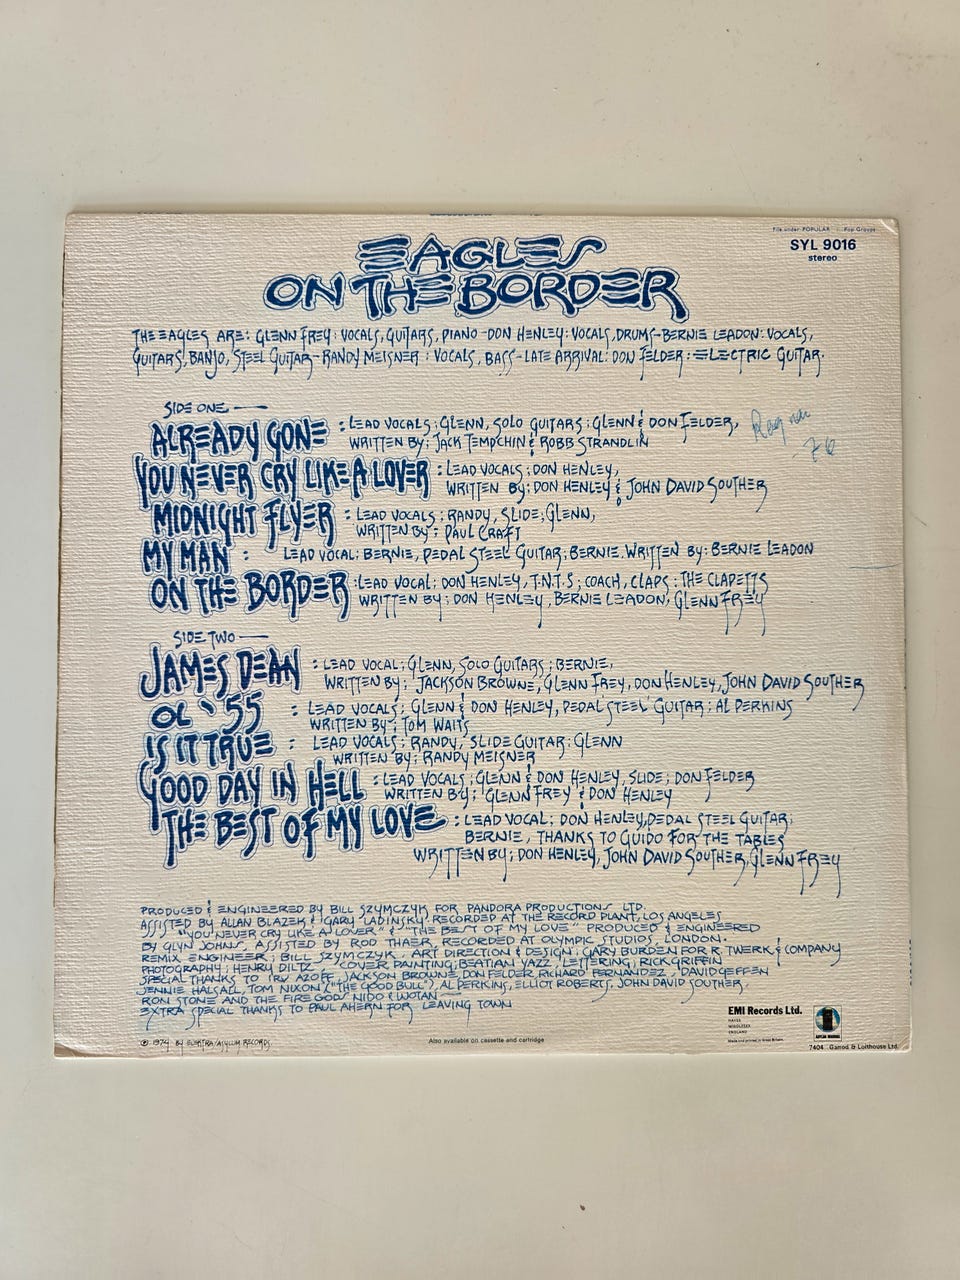 File under POPULAR : Pop Groups
SYL 9016
stereo
EAGLES
ON THE BORDER
THE EAGLES ARE: GLENN FREY: VOCALS, GUITARS, PIANO-DON HENLEY: VOCALS, DRUMS-BERNIE LEADON: VOCALS,
GUITARS, BANJO, STEEL GUITAR-RANDY MEISNER: VOCALS, BASS-LATE ARRIVAL: DON FELDER: ELECTRIC GUITAR.
SIDE ONE —
ALREADY GONE : LEAD VOCALS; GLENN, SOLO GUITARS: GLENN & DON FELDER,
WRITTEN BY: JACK TEMPCHIN & ROBB STRANDLIN
YOU NEVER CRY LIKE A LOVER : LEAD VOCALS; DON HENLEY,
WRITTEN BY: DON HENLEY & JOHN DAVID SOUTHER
MIDNIGHT FLYER : LEAD VOCALS; RANDY, SLIDE; GLENN,
WRITTEN BY: PAUL CRAFT
MY MAN : LEAD VOCAL: BERNIE, PEDAL STEEL GUITAR: BERNIE. WRITTEN BY: BERNIE LEADON
ON THE BORDER : LEAD VOCAL: DON HENLEY, T.N.T.S; COACH, CLAPS: THE CLAPETTS
WRITTEN BY: DON HENLEY, BERNIE LEADON, GLENN FREY
SIDE TWO —
JAMES DEAN : LEAD VOCAL; GLENN, SOLO GUITARS; BERNIE,
WRITTEN BY: JACKSON BROWNE, GLENN FREY, DON HENLEY, JOHN DAVID SOUTHER
OL '55 : LEAD VOCALS; GLENN & DON HENLEY, PEDAL STEEL GUITAR; AL PERKINS
WRITTEN BY; TOM WAITS
IS IT TRUE : LEAD VOCALS; RANDY, SLIDE GUITAR: GLENN
WRITTEN BY: RANDY MEISNER
GOOD DAY IN HELL : LEAD VOCALS; GLENN & DON HENLEY, SLIDE; DON FELDER
WRITTEN BY: GLENN FREY & DON HENLEY
THE BEST OF MY LOVE : LEAD VOCAL: DON HENLEY, PEDAL STEEL GUITAR;
BERNIE, THANKS TO GUIDO FOR THE TABLES
WRITTEN BY; DON HENLEY, JOHN DAVID SOUTHER, GLENN FREY
PRODUCED & ENGINEERED BY BILL SZYMCZYK FOR PANDORA PRODUCTIONS LTD.
ASSISTED BY ALLAN BLAZEK & GARY LADINSKY. RECORDED AT THE RECORD PLANT, LOS ANGELES
"YOU NEVER CRY LIKE A LOVER" & "THE BEST OF MY LOVE" PRODUCED & ENGINEERED
BY GLYN JOHNS, ASSISTED BY ROD THAER, RECORDED AT OLYMPIC STUDIOS, LONDON.
REMIX ENGINEER; BILL SZYMCZYK. ART DIRECTION & DESIGN: GARY BURDEN FOR R. TWERK & COMPANY
PHOTOGRAPHY; HENRY DILTZ COVER PAINTING; BEATIAN YAZZ, LETTERING; RICK GRIFFIN
SPECIAL THANKS TO IRV AZOFF, JACKSON BROWNE, DON FELDER, RICHARD FERNANDEZ, DAVID GEFFEN
JENNIE HALSALL, TOM NIXON ("THE GOOD BULL"), AL PERKINS, ELLIOT ROBERTS, JOHN DAVID SOUTHER,
RON STONE AND THE FIRE GODS NIDO & WOTAN—
EXTRA SPECIAL THANKS TO PAUL AHERN FOR LEAVING TOWN
℗ 1974 BY ELEKTRA/ASYLUM RECORDS
Also available on cassette and cartridge
EMI Records Ltd.
HAYES
MIDDLESEX
ENGLAND
Made and printed in Great Britain
ASYLUM RECORDS
7404 Garrod & Lofthouse Ltd.